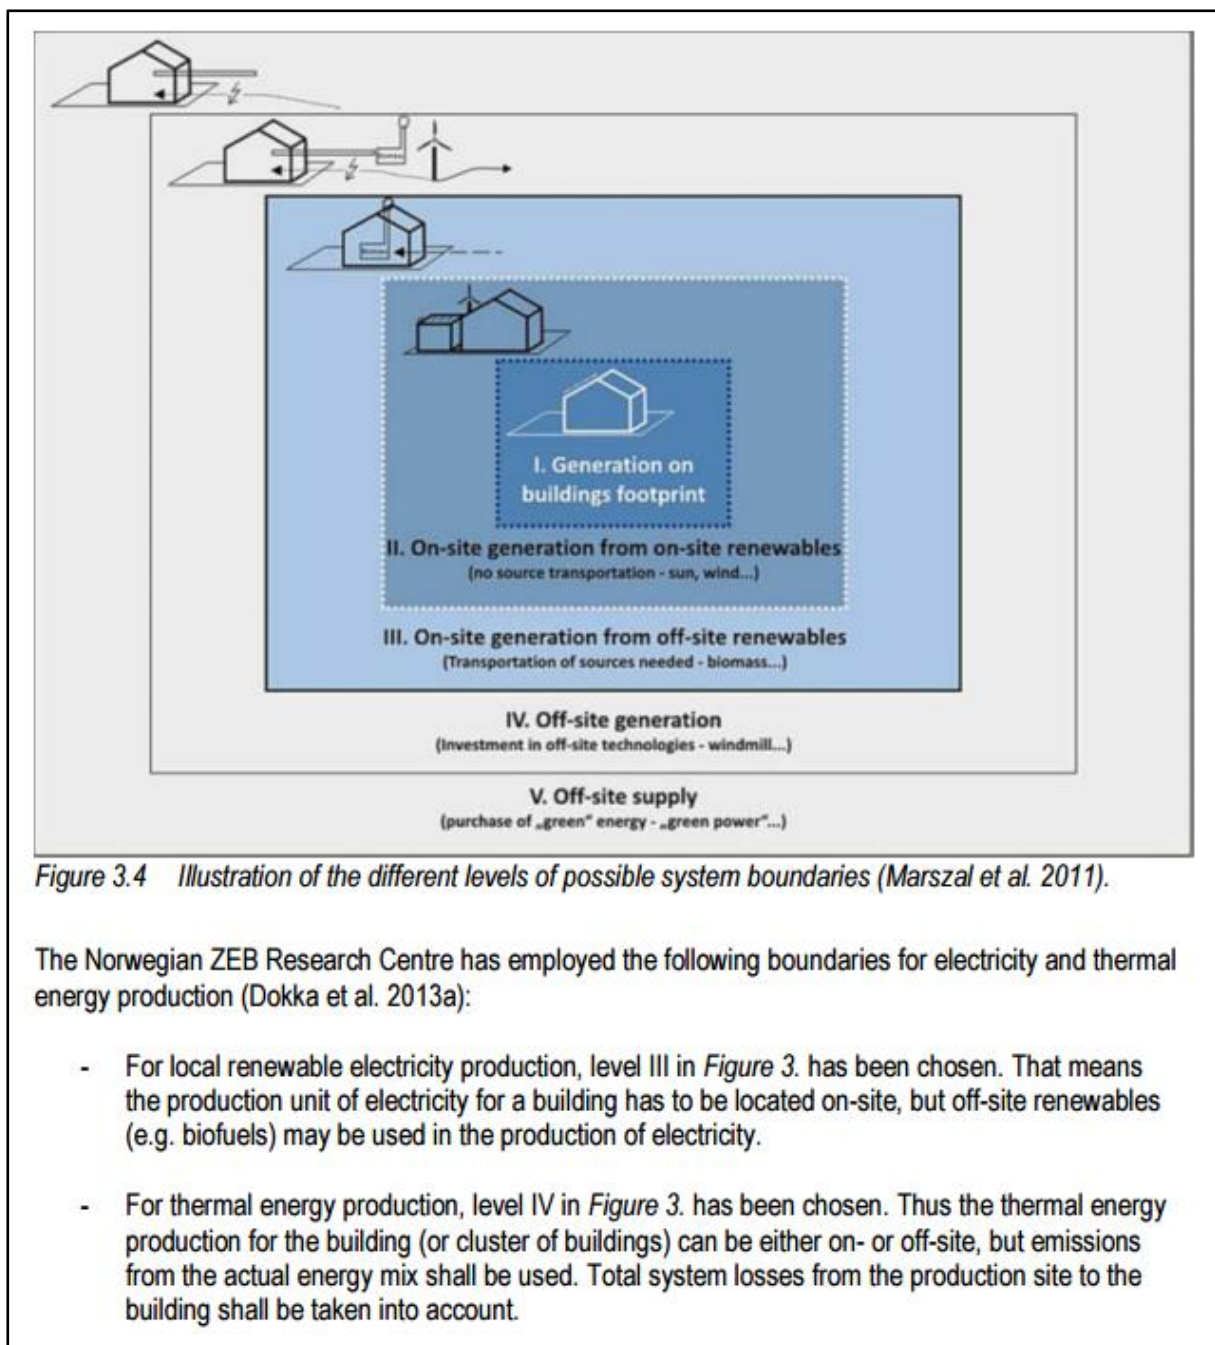 I. Generation on
buildings footprint
II. On-site generation from on-site renewables
(no source transportation - sun, wind...)
III. On-site generation from off-site renewables
(Transportation of sources needed - biomass...)
IV. Off-site generation
(Investment in off-site technologies - windmill...)
V. Off-site supply
(purchase of „green“ energy - „green power“...)
Figure 3.4 Illustration of the different levels of possible system boundaries (Marszal et al. 2011).
The Norwegian ZEB Research Centre has employed the following boundaries for electricity and thermal
energy production (Dokka et al. 2013a):
- For local renewable electricity production, level III in Figure 3. has been chosen. That means
the production unit of electricity for a building has to be located on-site, but off-site renewables
(e.g. biofuels) may be used in the production of electricity.
- For thermal energy production, level IV in Figure 3. has been chosen. Thus the thermal energy
production for the building (or cluster of buildings) can be either on- or off-site, but emissions
from the actual energy mix shall be used. Total system losses from the production site to the
building shall be taken into account.